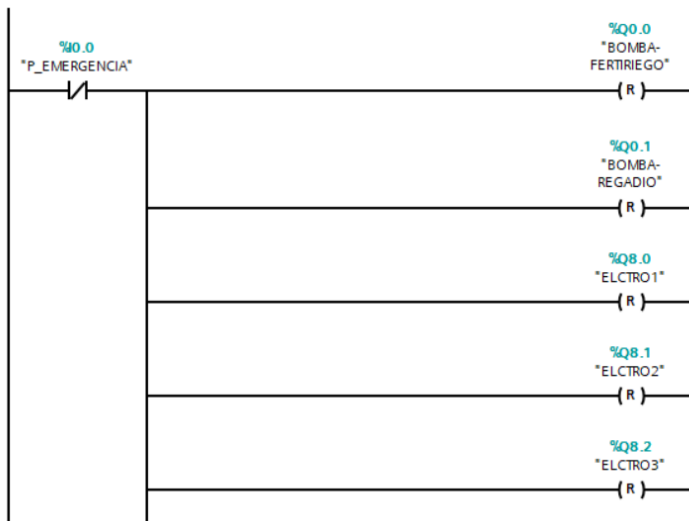 %Q0.0
%I0.0
"BOMBA-
"P_EMERGENCIA"
FERTIRIEGO"
R
%Q0.1
"BOMBA-
REGADIO"
R
%Q8.0
"ELCTRO1"
R
%Q8.1
"ELCTRO2"
R
%Q8.2
"ELCTRO3"
R